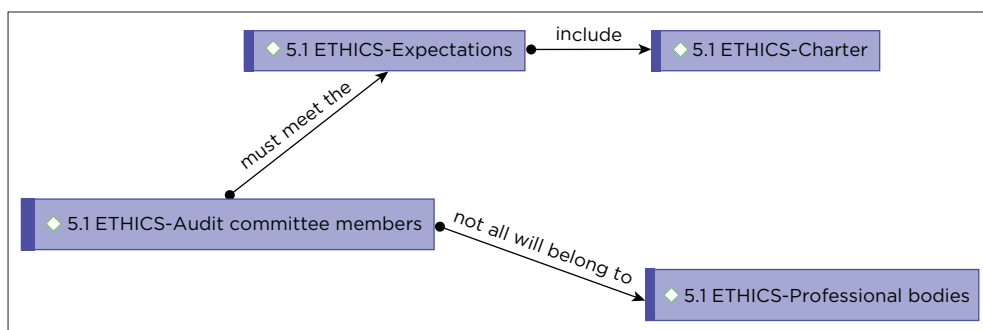 include
5.1 ETHICS-Expectations
5.1 ETHICS-Charter
must meet the
5.1 ETHICS-Audit committee members
not all will belong to
5.1 ETHICS-Professional bodies